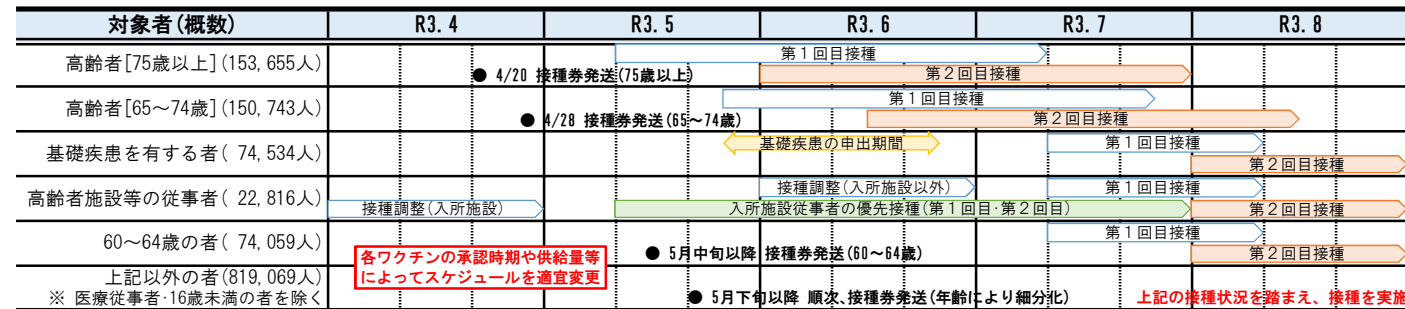 対象者(概数) R3.4 R3.5 R3.6 R3.7 R3.8
高齢者[75歳以上](153,655人)
第1回目接種
● 4/20 接種券発送(75歳以上)
第2回目接種
高齢者[65～74歳](150,743人)
第1回目接種
● 4/28 接種券発送(65～74歳)
第2回目接種
基礎疾患を有する者( 74,534人)
基礎疾患の申出期間
第1回目接種
第2回目接種
高齢者施設等の従事者( 22,816人)
接種調整(入所施設以外)
第1回目接種
接種調整(入所施設)
入所施設従事者の優先接種(第1回目･第2回目)
第2回目接種
60～64歳の者( 74,059人)
第1回目接種
● 5月中旬以降 接種券発送(60～64歳)
第2回目接種
各ワクチンの承認時期や供給量等
によってスケジュールを適宜変更
上記以外の者(819,069人)
※ 医療従事者･16歳未満の者を除く
● 5月下旬以降 順次､接種券発送(年齢により細分化)
上記の接種状況を踏まえ、接種を実施